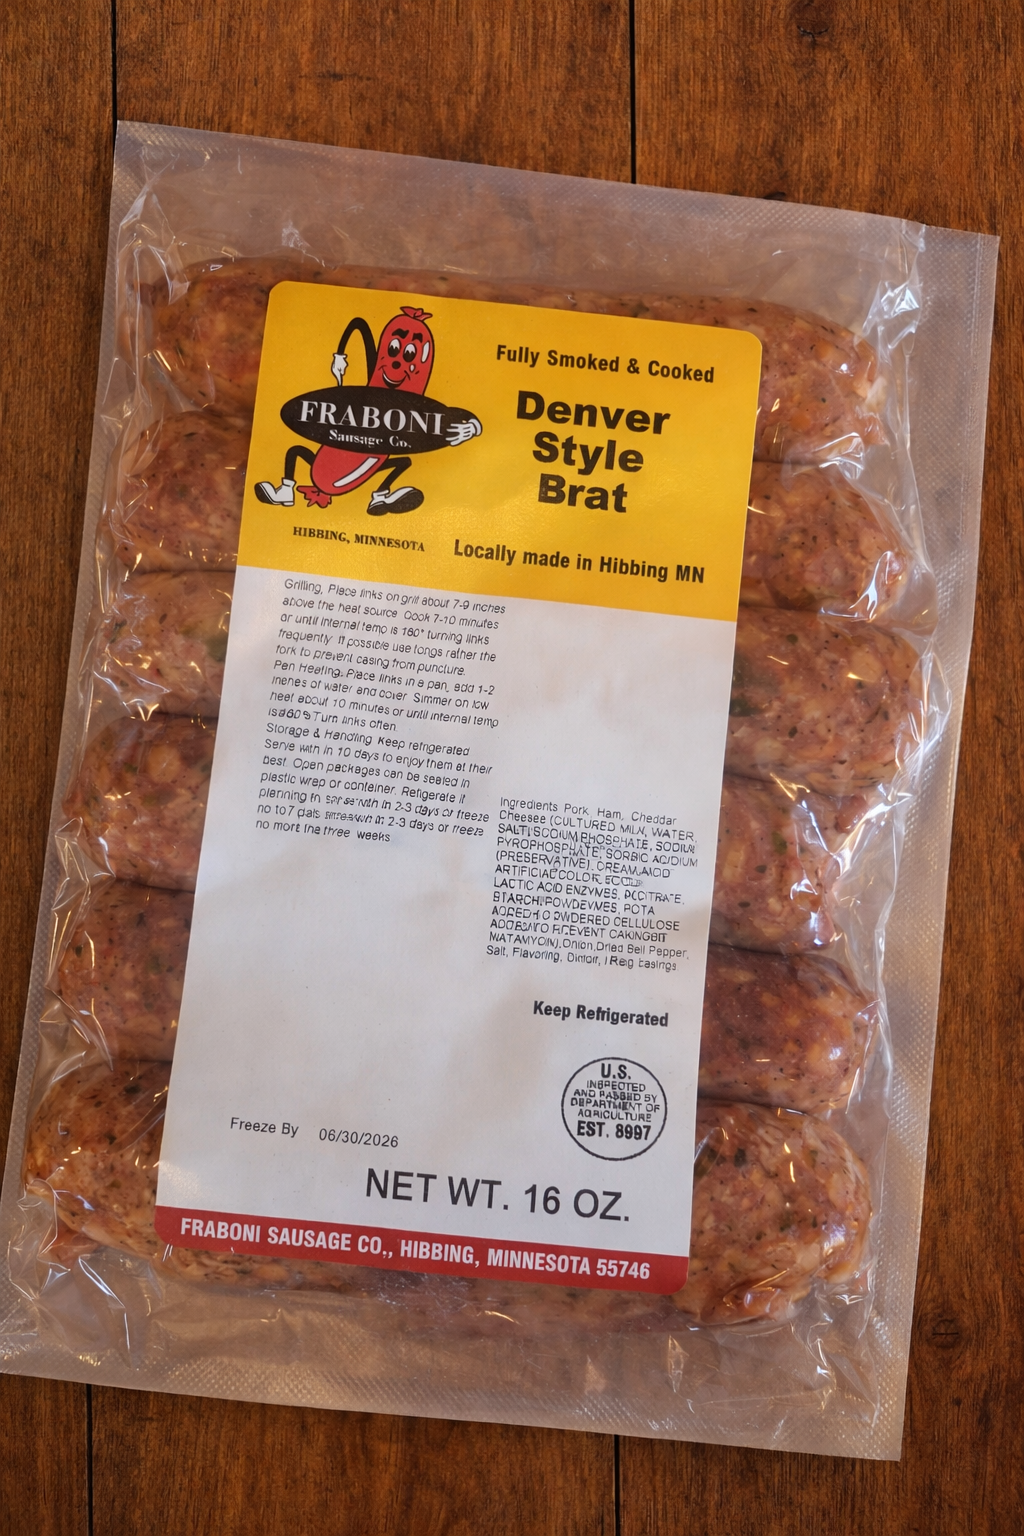 FRABONI
Sausage Co.
HIBBING, MINNESOTA
Fully Smoked & Cooked
Denver
Style
Brat
Locally made in Hibbing MN
Grilling, Place links on grill about 7-9 inches
above the heat source. Cook 7-10 minutes
or until internal temp is 160° turning links
frequently. If possible use tongs rather the
fork to prevent casing from puncture.
Pen Heating, Place links in a pan, add 1-2
inenes of water and cover. Simmer on low
heat about 10 minutes or until internal temp
Turn links often
Storage & Handling Keep refrigerated
Serve with in 10 days to enjoy them at their
best. Open packages can be sealed in
plastic wrap or container. Refigerate if
planning in 2-3 days or freeze
no to 7 in 2-3 days or freeze
no more the three weeks
Ingredients Pork, Ham, Cheddar
Cheesee (CULTURED MILK, WATER,
SODIUM PHOSPHATE, SODIUM
PYROPHOSPHATE, SORBIC
(PRESERVATIVE),
ARTIFICIAL COLOR,
LACTIC ACID ENZYMES,
STARCH
POWDERED CELLULOSE
Onion, Dried Bell Pepper,
Salt, Flavoring,
Keep Refrigerated
U.S.
INSPECTED
AND PASSED BY
DEPARTMENT OF
AGRICULTURE
EST. 8997
Freeze By 06/30/2026
NET WT. 16 OZ.
FRABONI SAUSAGE CO., HIBBING, MINNESOTA 55746